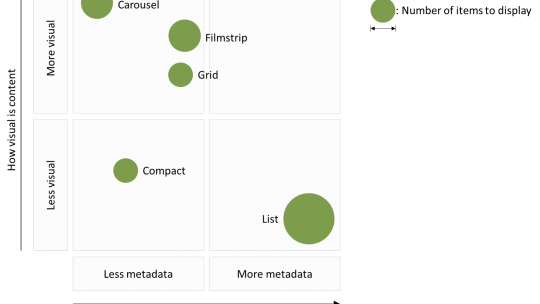 Carousel
: Number of items to display
Filmstrip
Grid
More visual
How visual is content
Compact
Less visual
List
Less metadata
More metadata